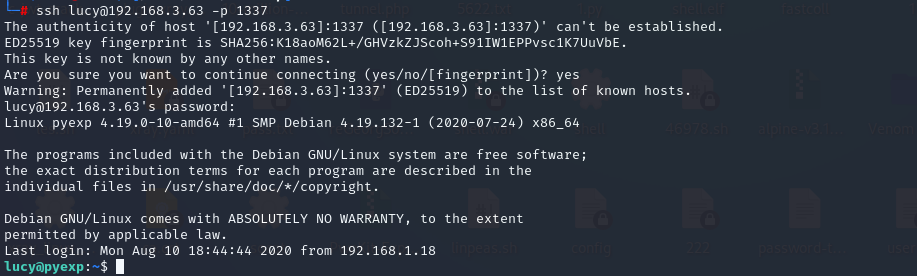 # ssh lucy@192.168.3.63 -p 1337
The authenticity of host '[192.168.3.63]:1337 ([192.168.3.63]:1337)' can't be established.
ED25519 key fingerprint is SHA256:K18aoM62L+/GHVzkZJScoh+S91IW1EPPvsc1K7UuVbE.
This key is not known by any other names.
Are you sure you want to continue connecting (yes/no/[fingerprint])? yes
Warning: Permanently added '[192.168.3.63]:1337' (ED25519) to the list of known hosts.
lucy@192.168.3.63's password:
Linux pyexp 4.19.0-10-amd64 #1 SMP Debian 4.19.132-1 (2020-07-24) x86_64
The programs included with the Debian GNU/Linux system are free software;
the exact distribution terms for each program are described in the
individual files in /usr/share/doc/*/copyright.
Debian GNU/Linux comes with ABSOLUTELY NO WARRANTY, to the extent
permitted by applicable law.
Last login: Mon Aug 10 18:44:44 2020 from 192.168.1.18
lucy@pyexp:~$